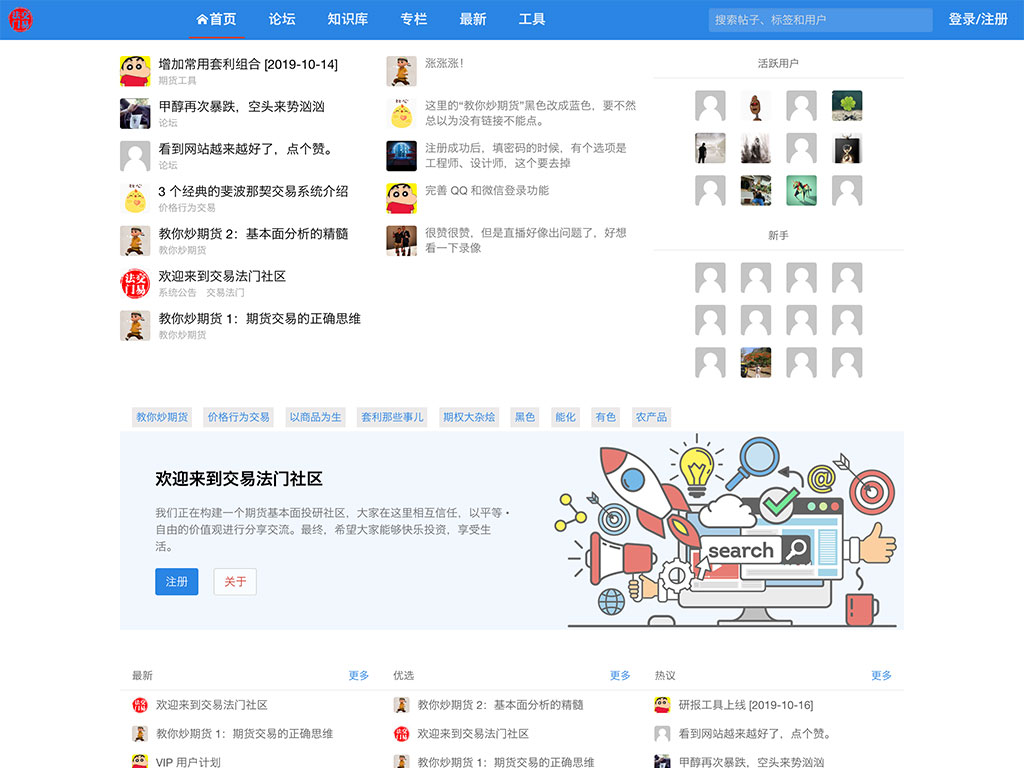 首页 论坛 知识库 专栏 最新 工具 搜索帖子、标签和用户 登录/注册
增加常用套利组合 [2019-10-14]
期货工具
甲醇再次暴跌，空头来势汹汹
论坛
看到网站越来越好了，点个赞。
论坛
3 个经典的斐波那契交易系统介绍
价格行为交易
教你炒期货 2：基本面分析的精髓
教你炒期货
欢迎来到交易法门社区
系统公告 交易法门
教你炒期货 1：期货交易的正确思维
教你炒期货
涨涨涨！
这里的“教你炒期货”黑色改成蓝色，要不然
总以为没有链接不能点。
注册成功后，填密码的时候，有个选项是
工程师、设计师，这个要去掉
完善 QQ 和微信登录功能
很赞很赞，但是直播好像出问题了，好想
看一下录像
活跃用户
新手
教你炒期货 价格行为交易 以商品为生 套利那些事儿 期权大杂烩 黑色 能化 有色 农产品
欢迎来到交易法门社区
我们正在构建一个期货基本面投研社区，大家在这里相互信任，以平等 •
自由的价值观进行分享交流。最终，希望大家能够快乐投资，享受生
活。
注册 关于
search
最新 更多
欢迎来到交易法门社区
教你炒期货 1：期货交易的正确思维
VIP 用户计划
优选 更多
教你炒期货 2：基本面分析的精髓
欢迎来到交易法门社区
教你炒期货 1：期货交易的正确思维
热议 更多
研报工具上线 [2019-10-16]
看到网站越来越好了，点个赞。
甲醇再次暴跌，空头来势汹汹